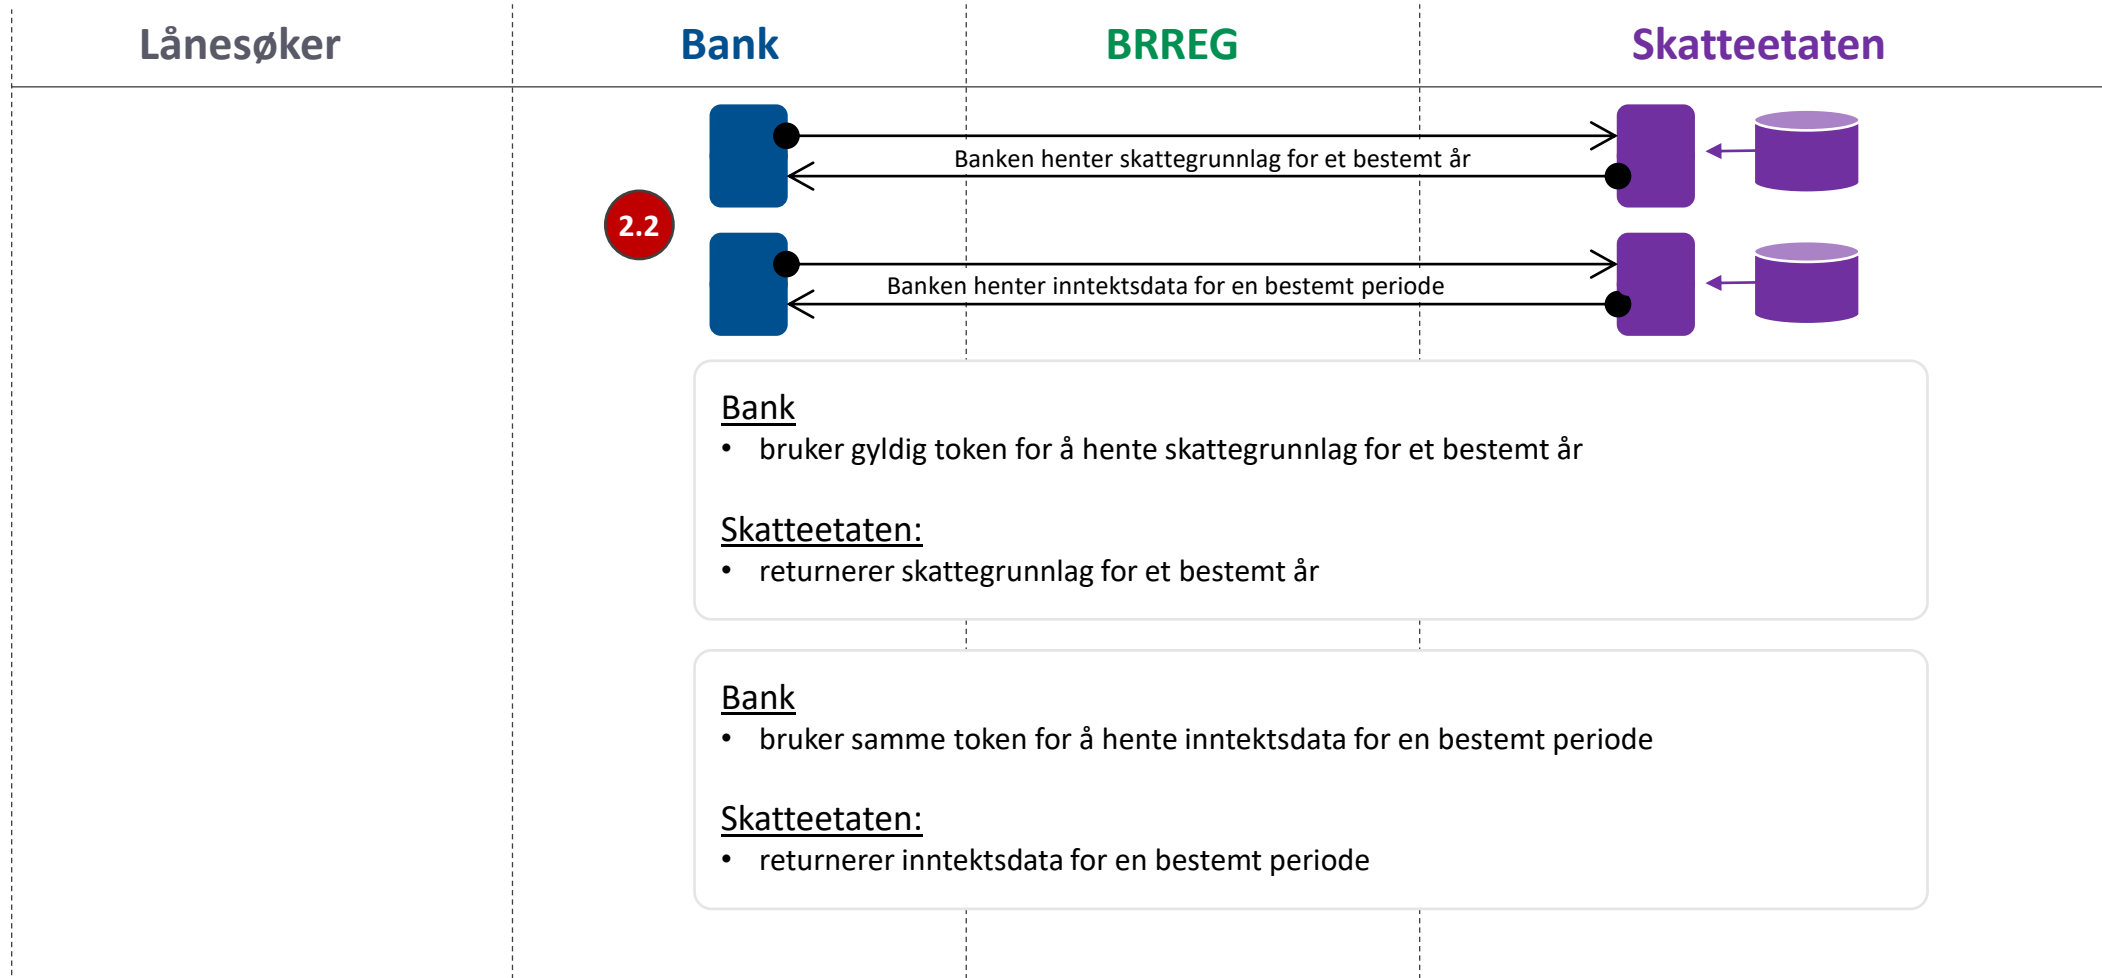 Lånesøker
Bank
BRREG
Skatteetaten
Banken henter skattegrunnlag for et bestemt år
2.2
Banken henter inntektsdata for en bestemt periode
Bank
• bruker gyldig token for å hente skattegrunnlag for et bestemt år
Skatteetaten:
• returnerer skattegrunnlag for et bestemt år
Bank
• bruker samme token for å hente inntektsdata for en bestemt periode
Skatteetaten:
• returnerer inntektsdata for en bestemt periode